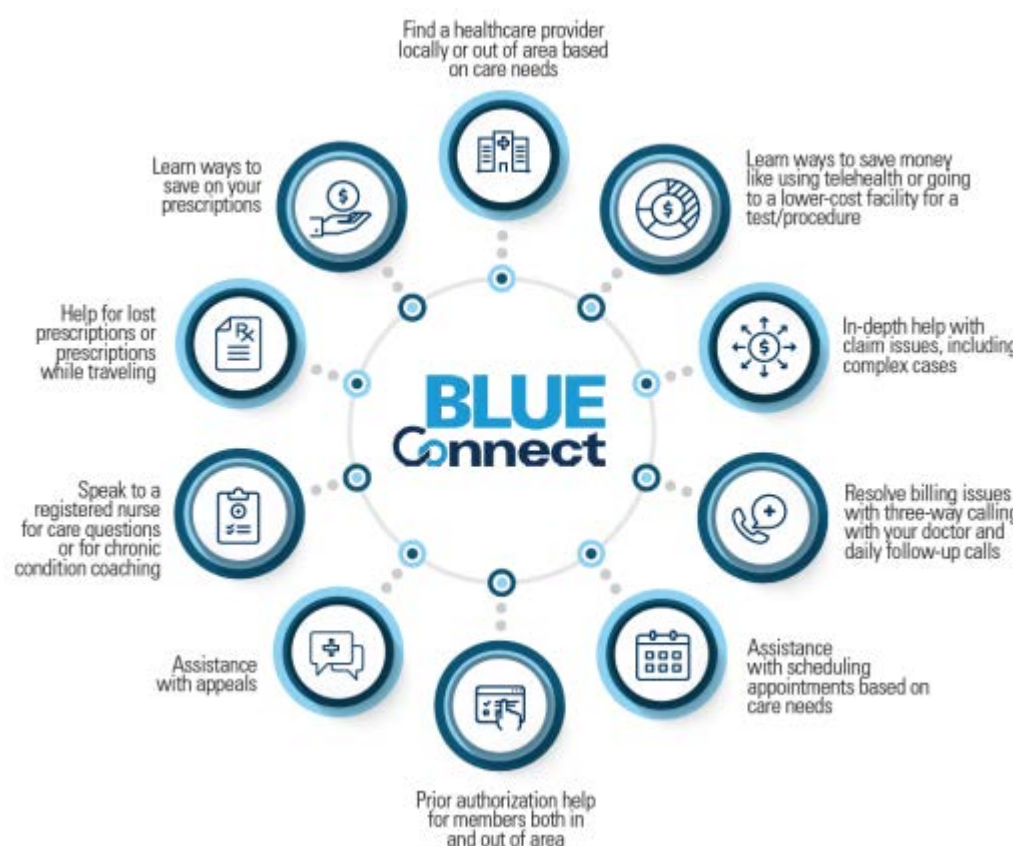 Find a healthcare provider
locally or out of area based
on care needs
Learn ways to save money
like using telehealth or going
to a lower-cost facility for a
test/procedure
In-depth help with
claim issues, including
complex cases
Resolve billing issues
with three-way calling
with your doctor and
daily follow-up calls
Assistance
with scheduling
appointments based on
care needs
Prior authorization help
for members both in
and out of area
Assistance
with appeals
Speak to a
registered nurse
for care questions
or for chronic
condition coaching
Help for lost
prescriptions or
prescriptions
while traveling
Learn ways to
save on your
prescriptions
BLUE
Connect
Rx